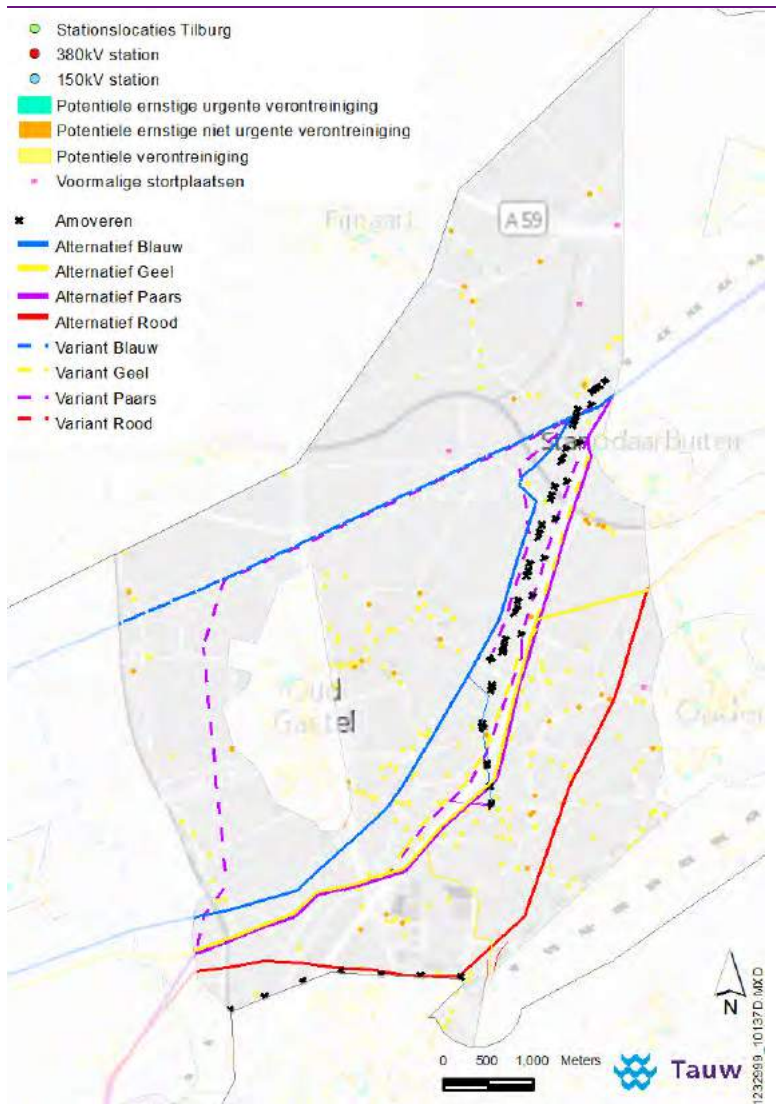 Stationslocaties Tilburg
380kV station
150kV station
Potentiele ernstige urgente verontreiniging
Potentiele ernstige niet urgente verontreiniging
Potentiele verontreiniging
Voormalige stortplaatsen
Amoveren
Alternatief Blauw
Alternatief Geel
Alternatief Paars
Alternatief Rood
Variant Blauw
Variant Geel
Variant Paars
Variant Rood
Fijnaart
A 59
Oud
Gastel
N
0 500 1,000 Meters
Tauw
1232999_10137D.MXD